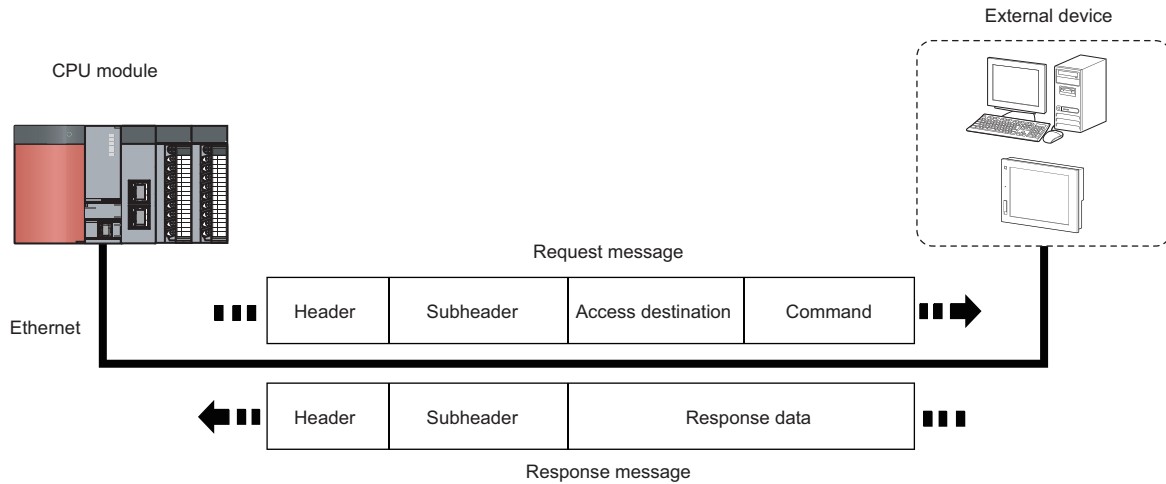 External device
CPU module
Request message
Header Subheader Access destination Command
Ethernet
Header Subheader Response data
Response message